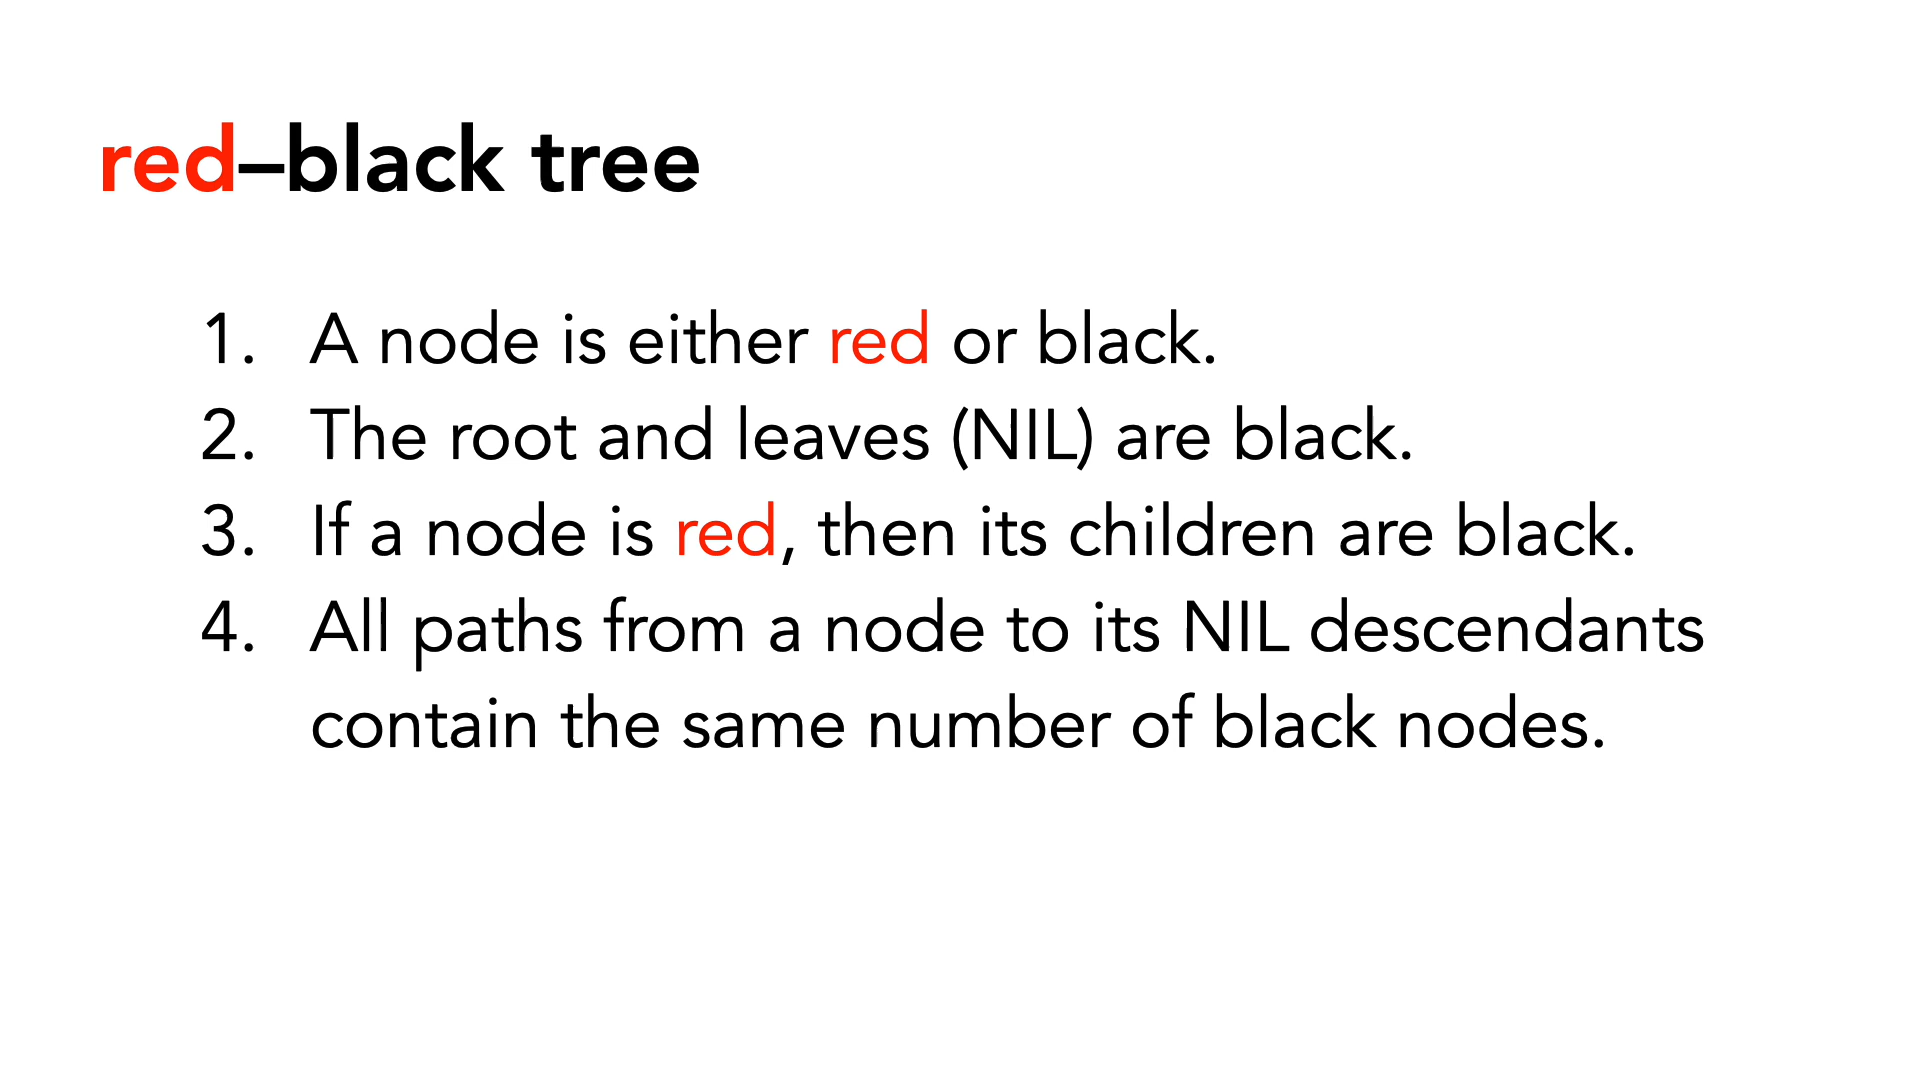 red–black tree
1. A node is either red or black.
2. The root and leaves (NIL) are black.
3. If a node is red, then its children are black.
4. All paths from a node to its NIL descendants
contain the same number of black nodes.